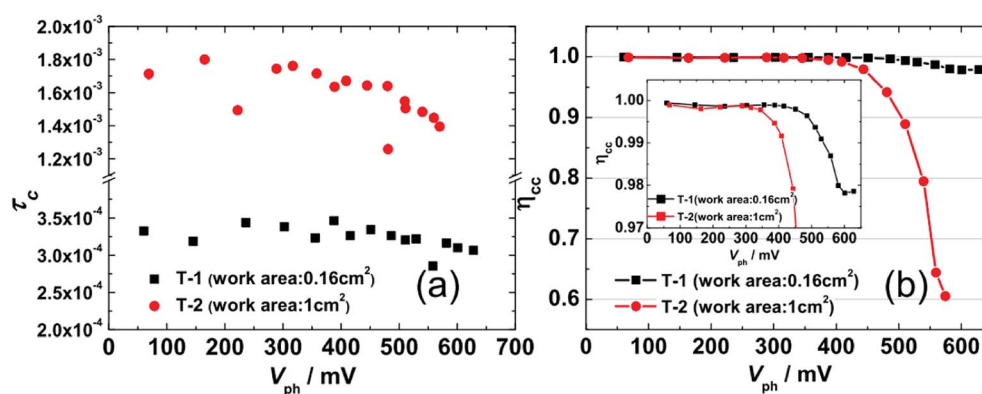 2.0x10⁻³
1.8x10⁻³
1.6x10⁻³
1.4x10⁻³
1.2x10⁻³
3.5x10⁻⁴
3.0x10⁻⁴
2.5x10⁻⁴
2.0x10⁻⁴
τc
T-1 (work area:0.16cm²)
T-2 (work area:1cm²)
(a)
0 100 200 300 400 500 600 700
Vph / mV
1.0
0.9
0.8
0.7
0.6
ηcc
1.00
0.99
0.98
0.97
ηcc
T-1(work area:0.16cm²)
T-2(work area:1cm²)
0 100 200 300 400 500 600
Vph / mV
T-1 (work area:0.16cm²)
T-2 (work area:1cm²)
(b)
0 100 200 300 400 500 600
Vph / mV